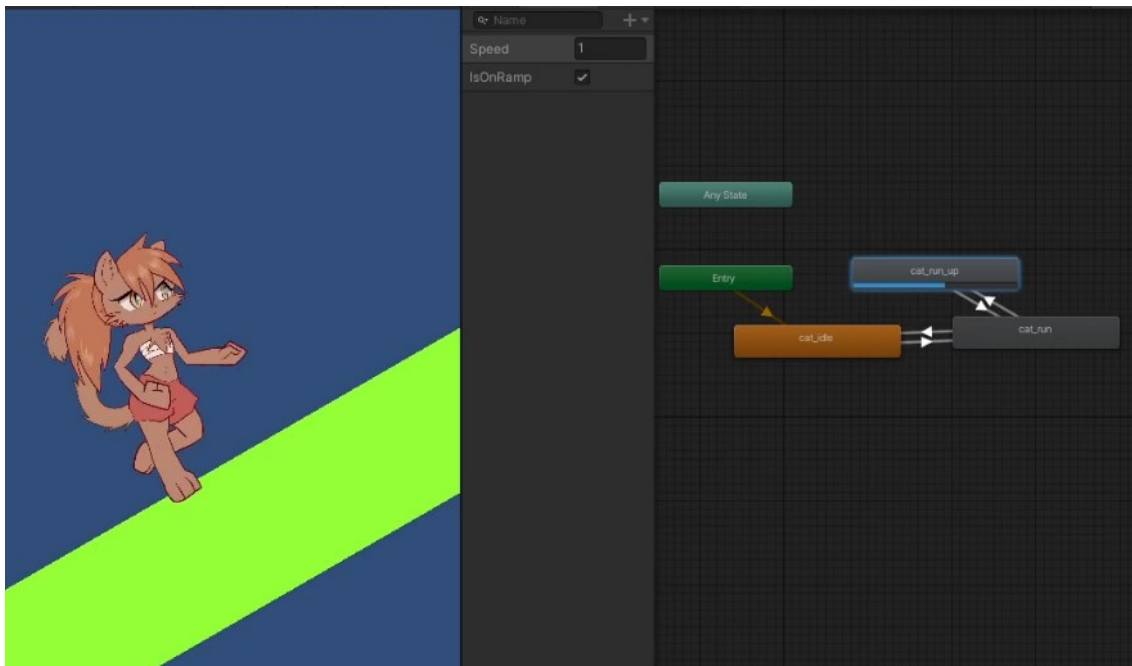 Name
Speed 1
IsOnRamp
Any State
cat_run_up
Entry
cat_run
cat_idle